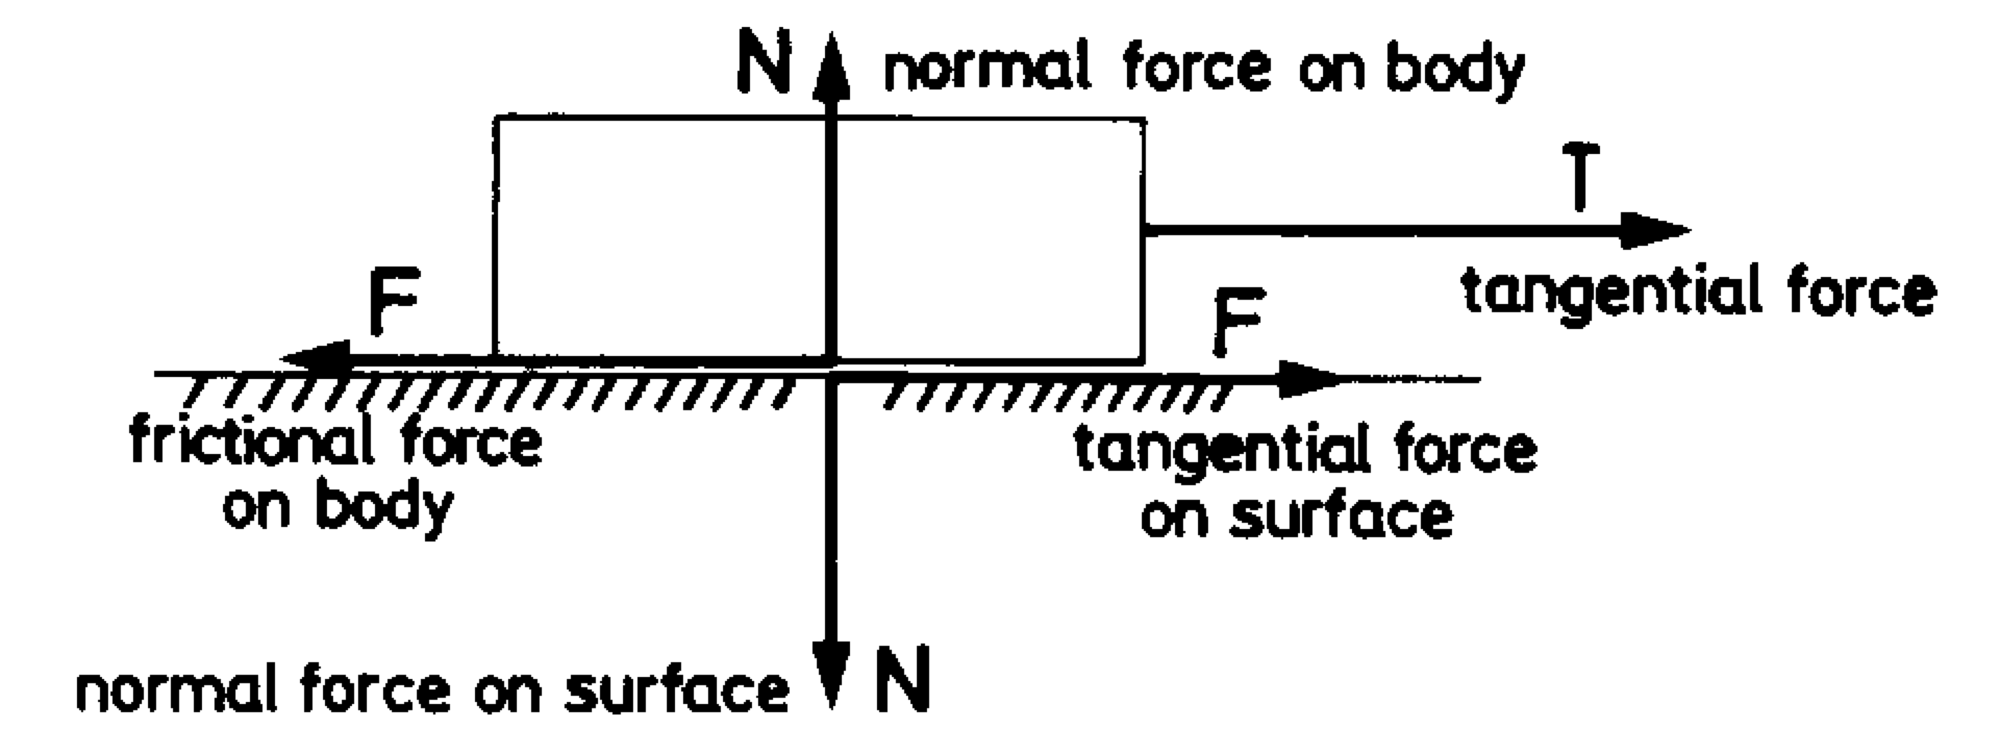 N normal force on body
T
tangential force
F
F
frictional force
on body
tangential force
on surface
normal force on surface N